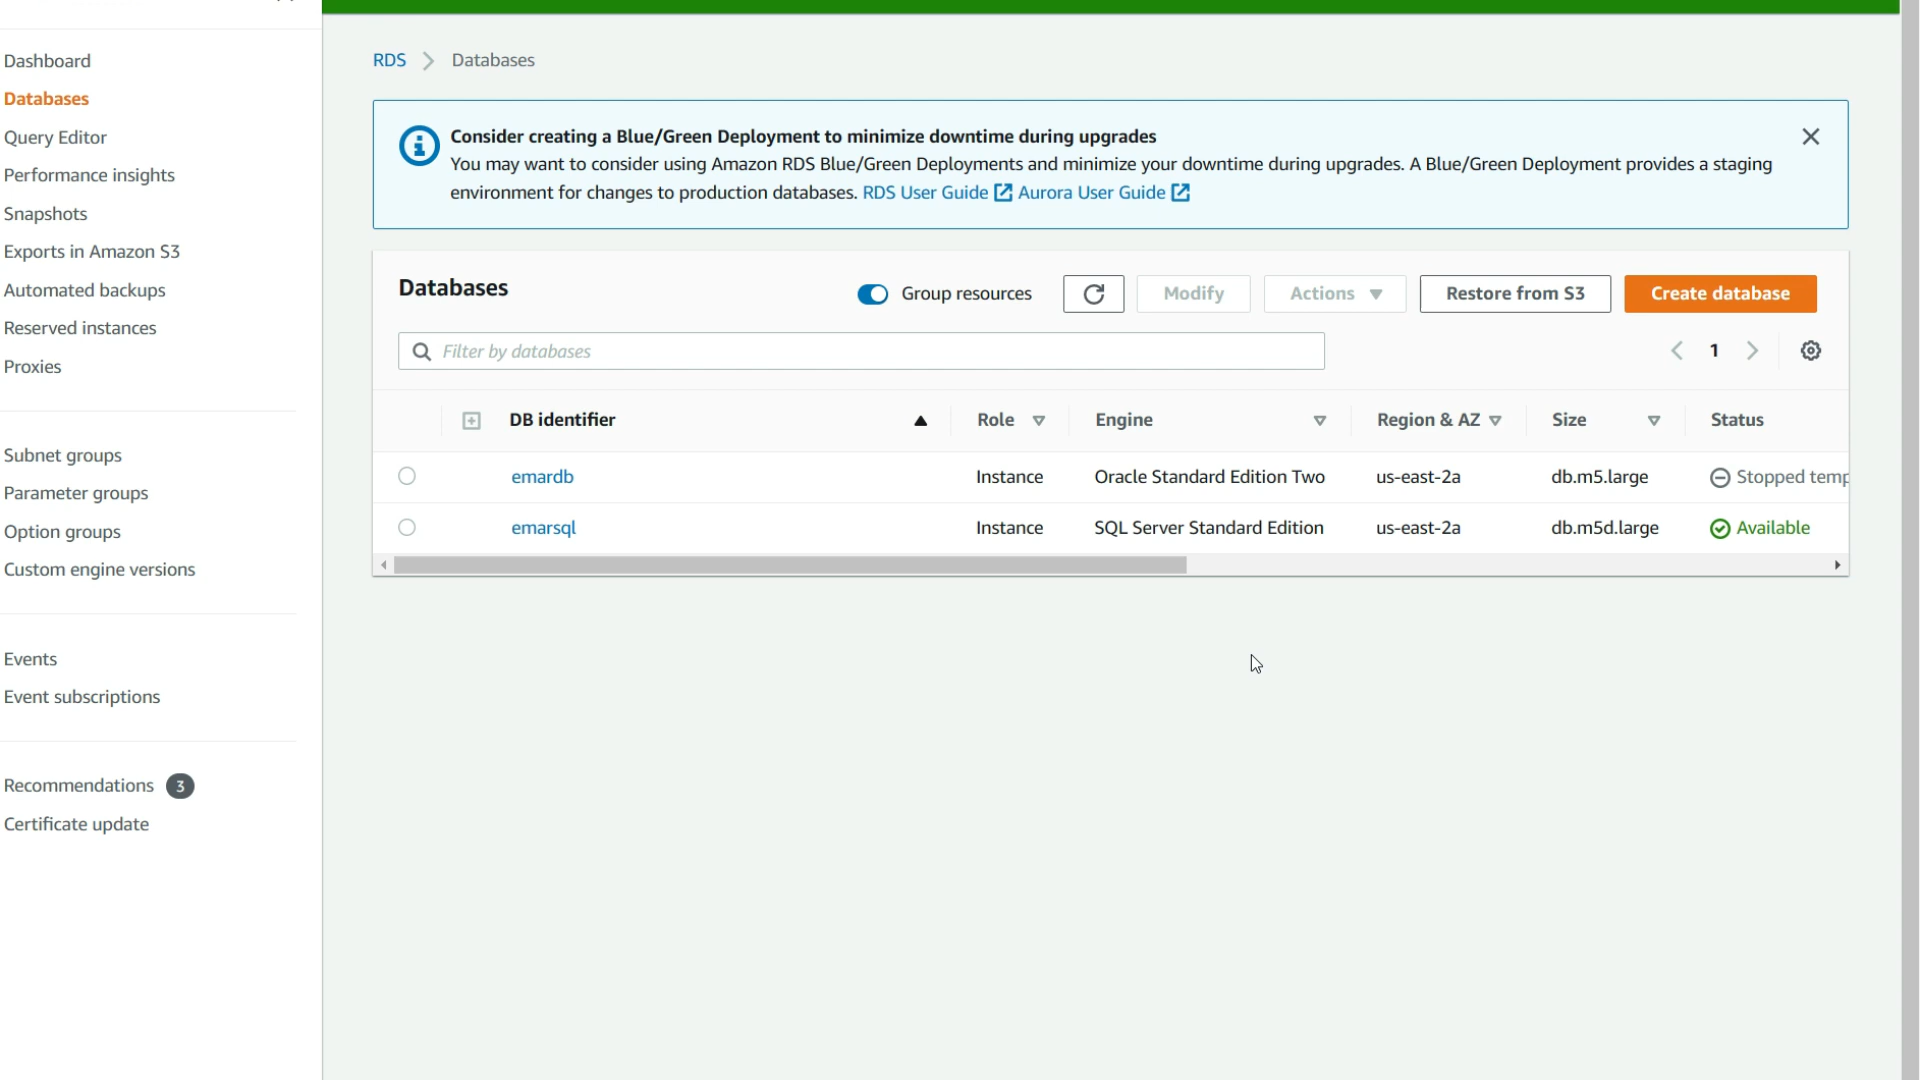 Dashboard
Databases
Query Editor
Performance insights
Snapshots
Exports in Amazon S3
Automated backups
Reserved instances
Proxies
Subnet groups
Parameter groups
Option groups
Custom engine versions
Events
Event subscriptions
Recommendations 3
Certificate update
RDS > Databases
Consider creating a Blue/Green Deployment to minimize downtime during upgrades
You may want to consider using Amazon RDS Blue/Green Deployments and minimize your downtime during upgrades. A Blue/Green Deployment provides a staging
environment for changes to production databases. RDS User Guide Aurora User Guide
Databases Group resources Modify Actions Restore from S3 Create database
Filter by databases 1
DB identifier Role Engine Region & AZ Size Status
emardb Instance Oracle Standard Edition Two us-east-2a db.m5.large Stopped temp
emarsql Instance SQL Server Standard Edition us-east-2a db.m5d.large Available